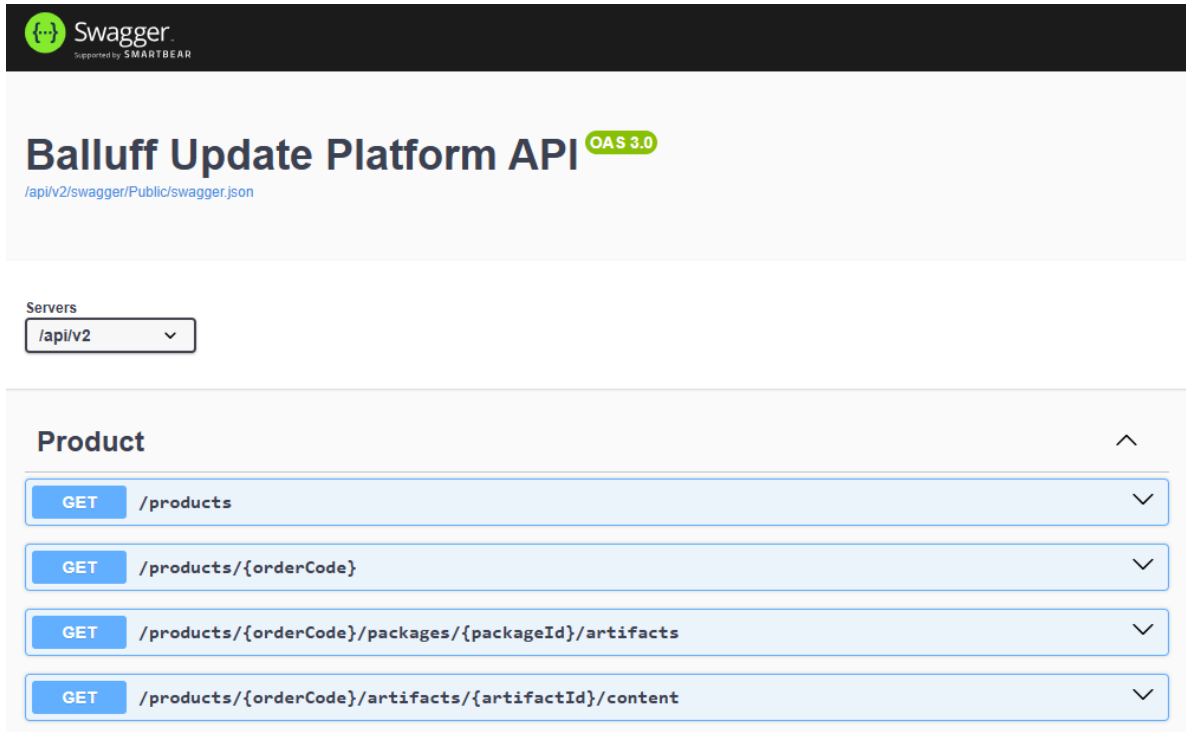 {···} Swagger.
Supported by SMARTBEAR
Balluff Update Platform API OAS 3.0
/api/v2/swagger/Public/swagger.json
Servers
/api/v2
Product
GET /products
GET /products/{orderCode}
GET /products/{orderCode}/packages/{packageId}/artifacts
GET /products/{orderCode}/artifacts/{artifactId}/content